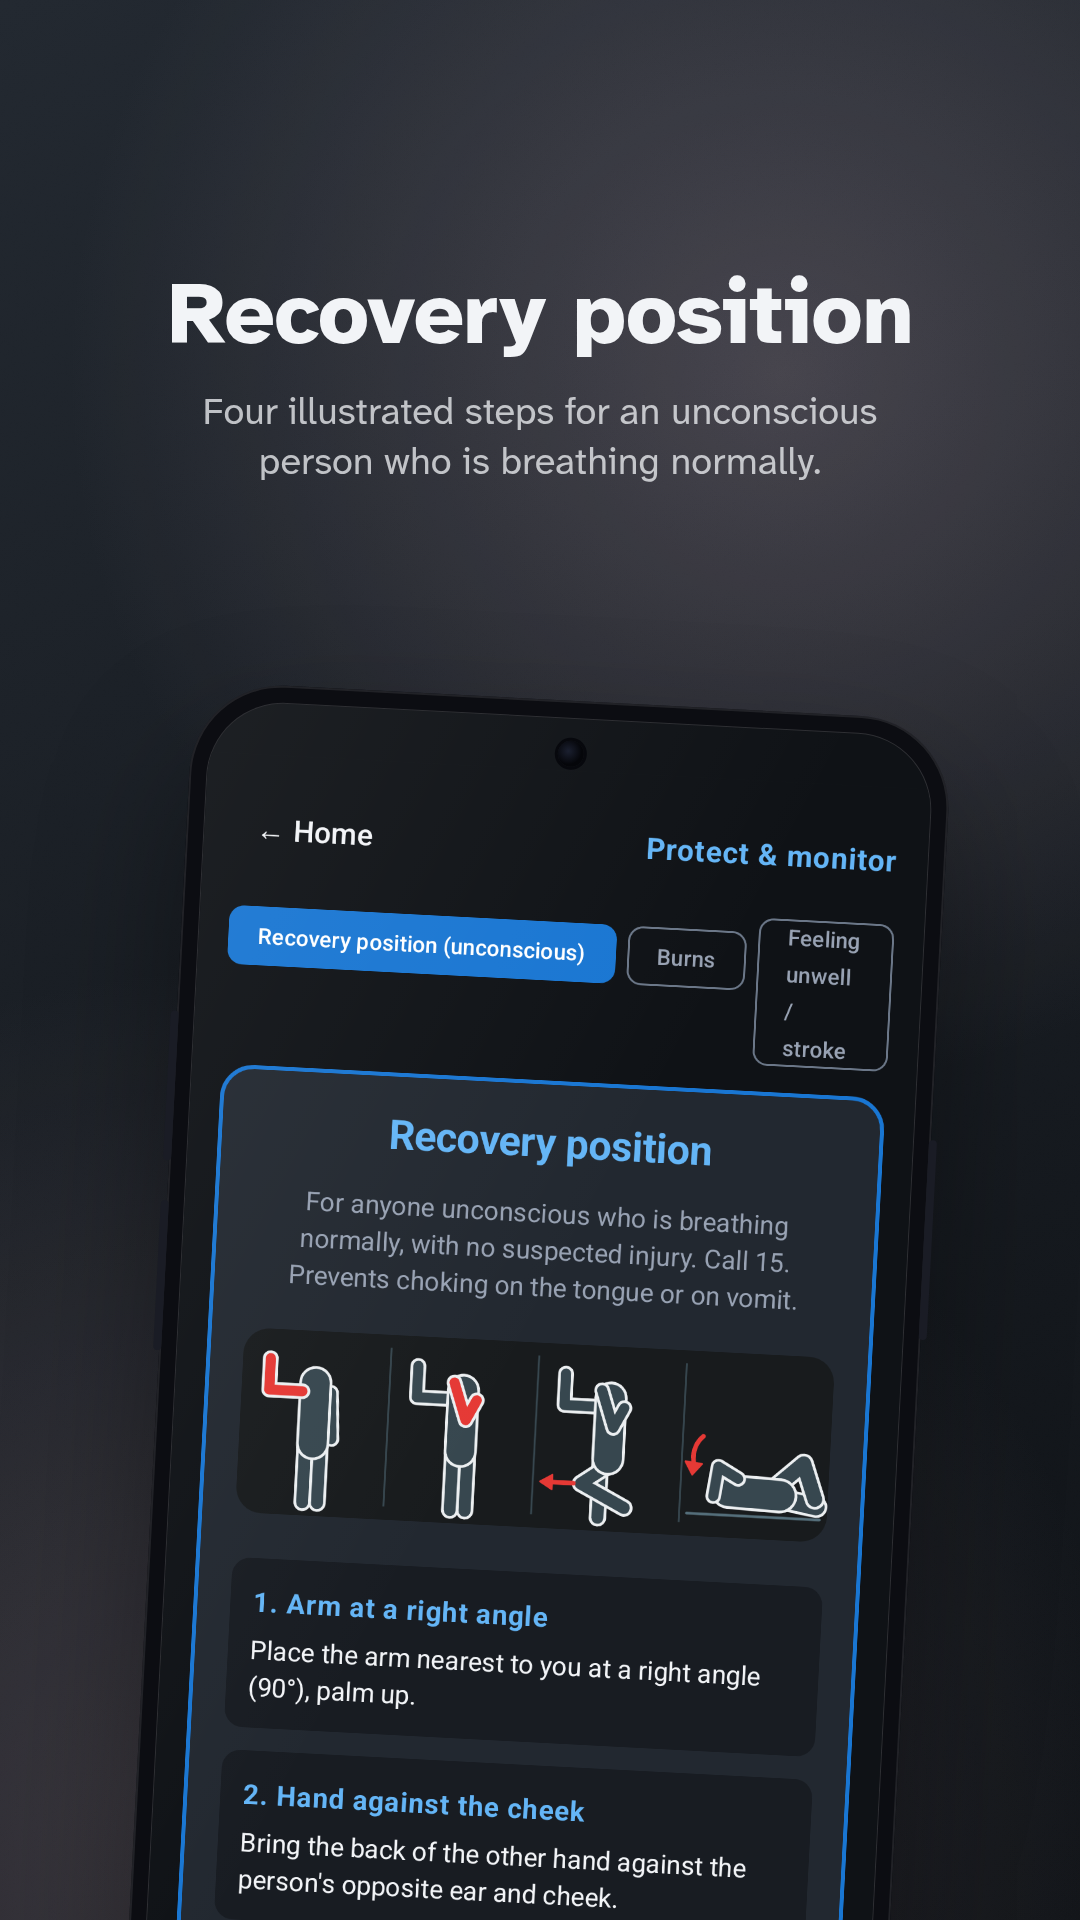 Recovery position
Four illustrated steps for an unconscious
person who is breathing normally.
← Home
Protect & monitor
Recovery position (unconscious)
Burns
Feeling
unwell
/
stroke
Recovery position
For anyone unconscious who is breathing
normally, with no suspected injury. Call 15.
Prevents choking on the tongue or on vomit.
1. Arm at a right angle
Place the arm nearest to you at a right angle
(90°), palm up.
2. Hand against the cheek
Bring the back of the other hand against the
person's opposite ear and cheek.